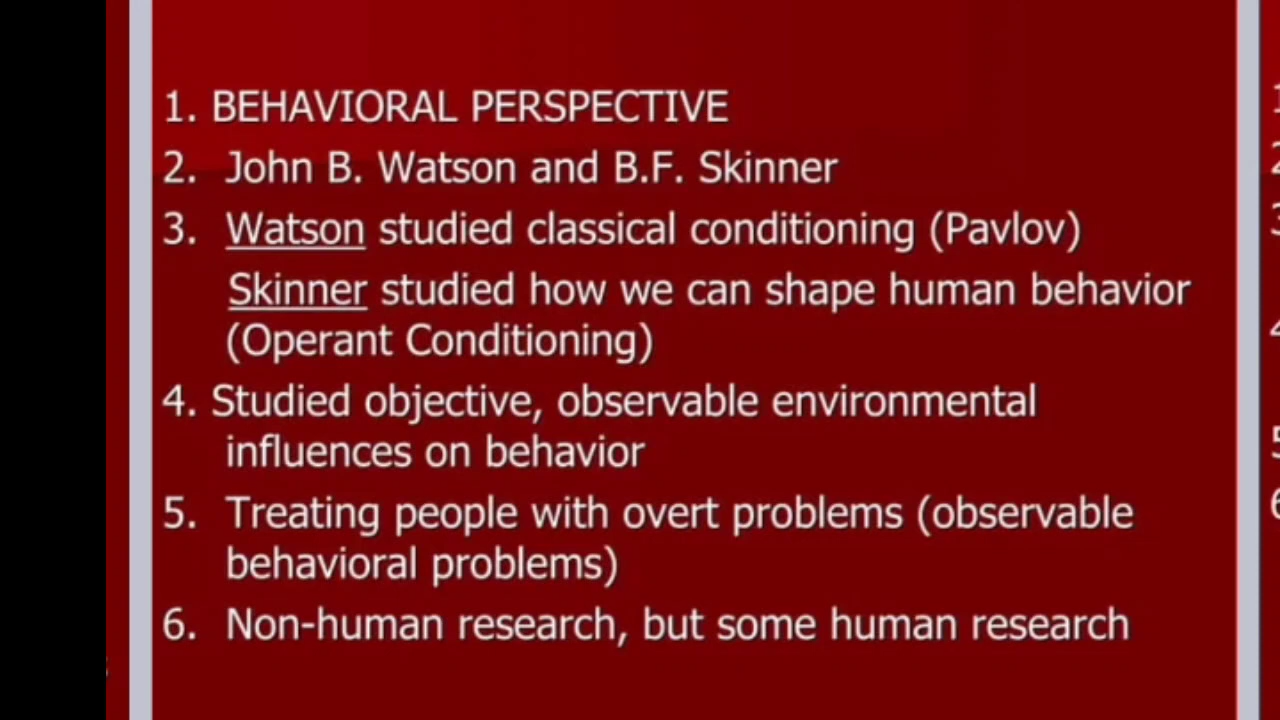 1. BEHAVIORAL PERSPECTIVE
2. John B. Watson and B.F. Skinner
3. Watson studied classical conditioning (Pavlov)
Skinner studied how we can shape human behavior
(Operant Conditioning)
4. Studied objective, observable environmental
influences on behavior
5. Treating people with overt problems (observable
behavioral problems)
6. Non-human research, but some human research